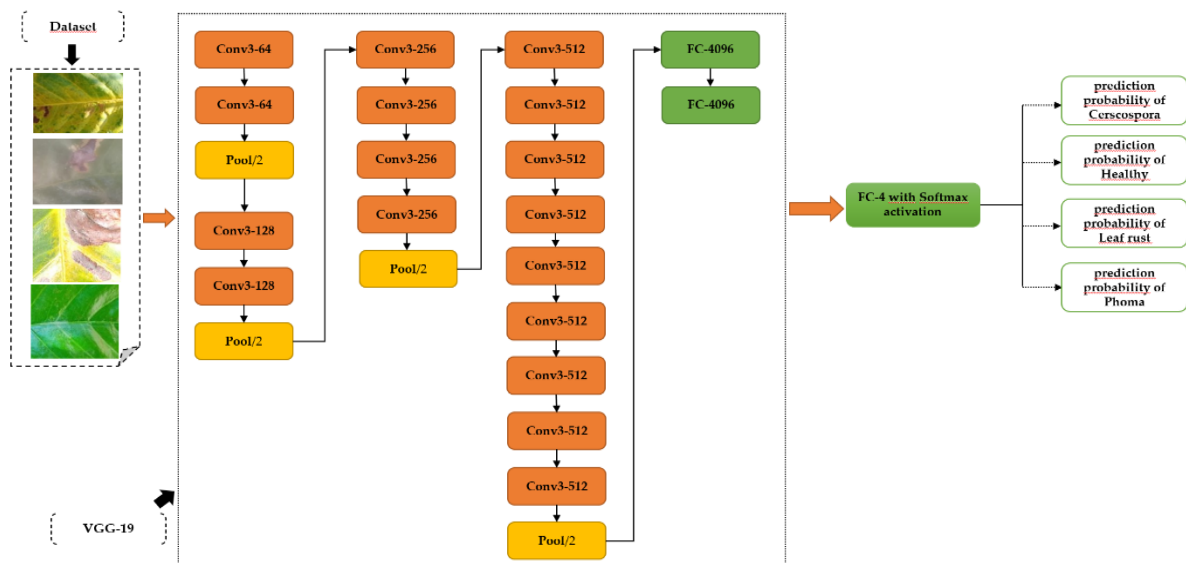 Dataset
Conv3-64
Conv3-64
Pool/2
Conv3-128
Conv3-128
Pool/2
Conv3-256
Conv3-256
Conv3-256
Conv3-256
Pool/2
Conv3-512
Conv3-512
Conv3-512
Conv3-512
Conv3-512
Conv3-512
Conv3-512
Conv3-512
Conv3-512
Pool/2
FC-4096
FC-4096
VGG-19
FC-4 with Softmax
activation
prediction
probability of
Cerscospora
prediction
probability of
Healthy
prediction
probability of
Leaf rust
prediction
probability of
Phoma